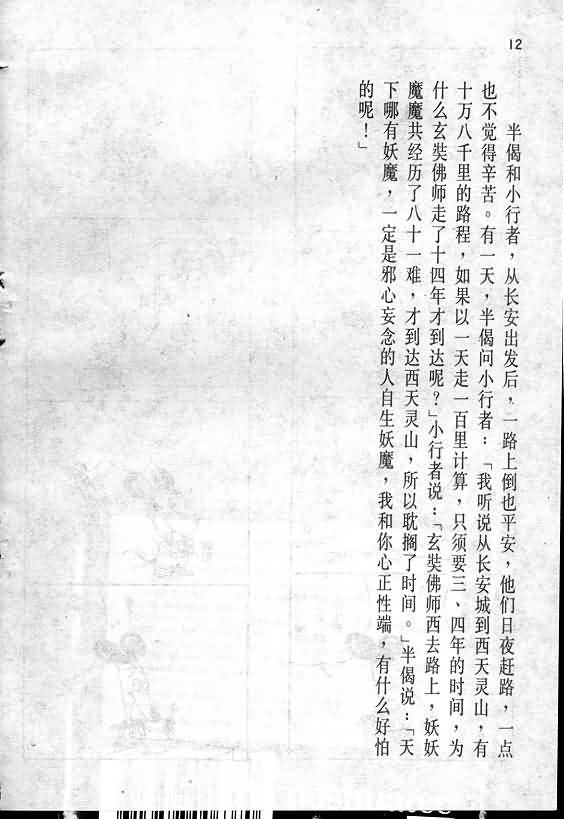 12
半偈和小行者，从长安出发后，一路上倒也平安，他们日夜赶路，一点
也不觉得辛苦。有一天，半偈问小行者：「我听说从长安城到西天灵山，有
十万八千里的路程，如果以一天走一百里计算，只须要三、四年的时间，为
什么玄奘佛师走了十四年才到达呢？」小行者说：「玄奘佛师西去路上，妖妖
魔魔共经历了八十一难，才到达西天灵山，所以耽搁了时间。」半偈说：「天
下哪有妖魔，一定是邪心妄念的人自生妖魔，我和你心正性端，有什么好怕
的呢！」